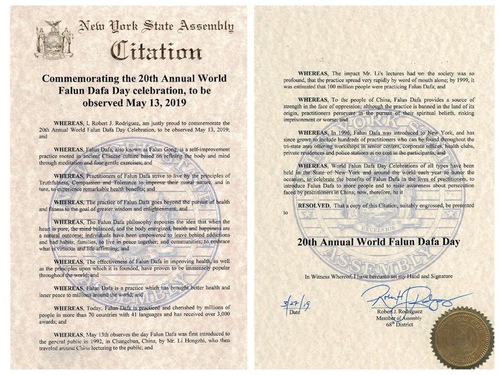 New York State Assembly
Citation
Commemorating the 20th Annual World
Falun Dafa Day celebration, to be
observed May 13, 2019
WHEREAS, I, Robert J. Rodriguez, am justly proud to commemorate the
20th Annual World Falun Dafa Day Celebration, to be observed May 13, 2019;
and
WHEREAS, Falun Dafa, also known as Falun Gong, is a self-improvement
practice rooted in ancient Chinese culture based on refining the body and mind
through meditation and four gentle exercises; and
WHEREAS, Practitioners of Falun Dafa strive to live by the principles of
Truthfulness, Compassion and Tolerance to improve their moral nature, and in
turn, to experience remarkable health benefits; and
WHEREAS, The practice of Falun Dafa goes beyond the pursuit of health
and fitness to the goal of greater wisdom and enlightenment, and
WHEREAS, The Falun Dafa philosophy espouses the idea that when the
heart is pure, the mind balanced, and the body energized, health and happiness are
a natural outcome; individuals have been empowered to leave behind addictions
and bad habits, families, to live in peace together; and communities, to embrace
what is virtuous and life affirming; and
WHEREAS, The effectiveness of Falun Dafa in improving health, as well
as the principles upon which it is founded, have proven to be immensely popular
throughout the world; and
WHEREAS, Falun Dafa is a practice which has brought better health and
inner peace to millions around the world; and
WHEREAS, Today, Falun Dafa is practiced and cherished by millions of
people in more than 70 countries with 41 languages and has received over 3,000
awards; and
WHEREAS, May 13th observes the day Falun Dafa was first introduced to
the general public in 1992, in Changchun, China, by Mr. Li Hongzhi, who then
traveled around China lecturing to the public; and
WHEREAS, The impact Mr. Li's lectures had on the society was so
profound, that the practice spread very rapidly by word of mouth alone; by 1999, it
was estimated that 100 million people were practicing Falun Dafa; and
WHEREAS, To the people of China, Falun Dafa provides a source of
strength in the face of oppression; although the practice is banned in the land of its
origin, practitioners persevere in the pursuit of their spiritual beliefs, risking
imprisonment or worse; and
WHEREAS, In 1996, Falun Dafa was introduced to New York, and has
since grown to include hundreds of practitioners who can be found throughout the
tri-state area offering workshops in senior centers, corporate offices, health clubs,
private residences and police stations at no cost to the participants, and
WHEREAS, World Falun Dafa Day Celebrations of all types have been
held in the State of New York and around the world each year to honor the
occasion, to celebrate the benefits of Falun Dafa in the lives of practitioners, to
introduce Falun Dafa to more people and to raise awareness about persecution
faced by practitioners in China; now, therefore, be it
RESOLVED, That a copy of this Citation, suitably engrossed, be presented
to
20th Annual World Falun Dafa Day
In Witness Whereof, I have hereunto set my Hand and Signature
Date
Robert J. Rodriguez
Member of Assembly
68th District